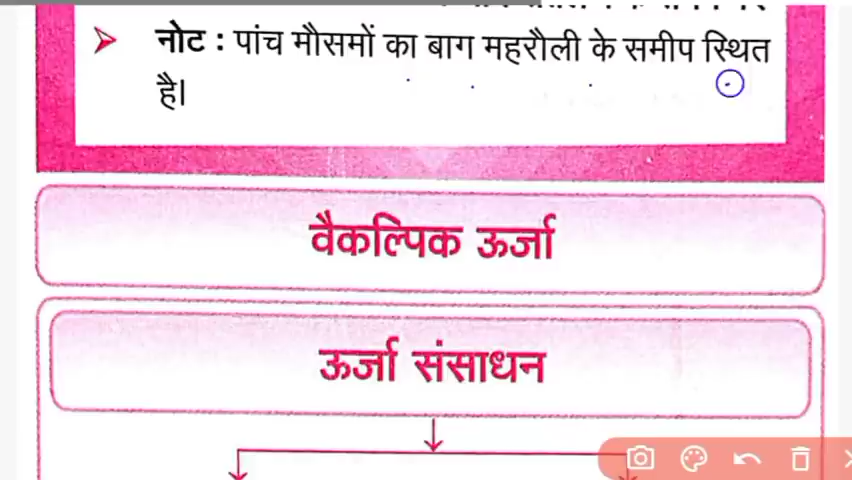 नोट : पांच मौसमों का बाग महरौली के समीप स्थित
है।
वैकल्पिक ऊर्जा
ऊर्जा संसाधन